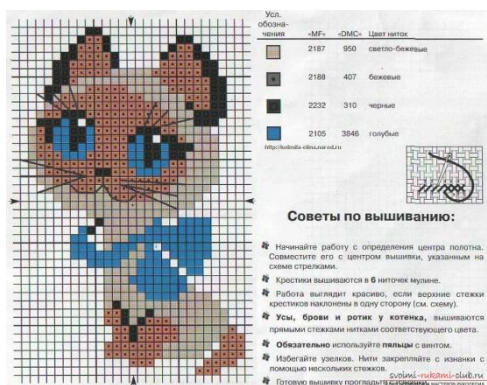 Усл.
обозна-
чения «MF» «DMC» Цвет ниток
2187 950 светло-бежевые
2188 407 бежевые
2232 310 черные
2105 3846 голубые
http://ludmila-elina.narod.ru
Советы по вышиванию:
Начинайте работу с определения центра полотна.
Совместите его с центром вышивки, указанным на
схеме стрелками.
Крестики вышиваются в 6 ниточек мулине.
Работа выглядит красиво, если верхние стежки
крестиков наклонены в одну сторону (см. схему).
Усы, брови и ротик у котенка, вышиваются
прямыми стежками нитками соответствующего цвета.
Обязательно используйте пяльцы с винтом.
Избегайте узелков. Нити закрепляйте с изнанки с
помощью нескольких стежков.
svoimi-rukami-club.ru
Готовую вышивку